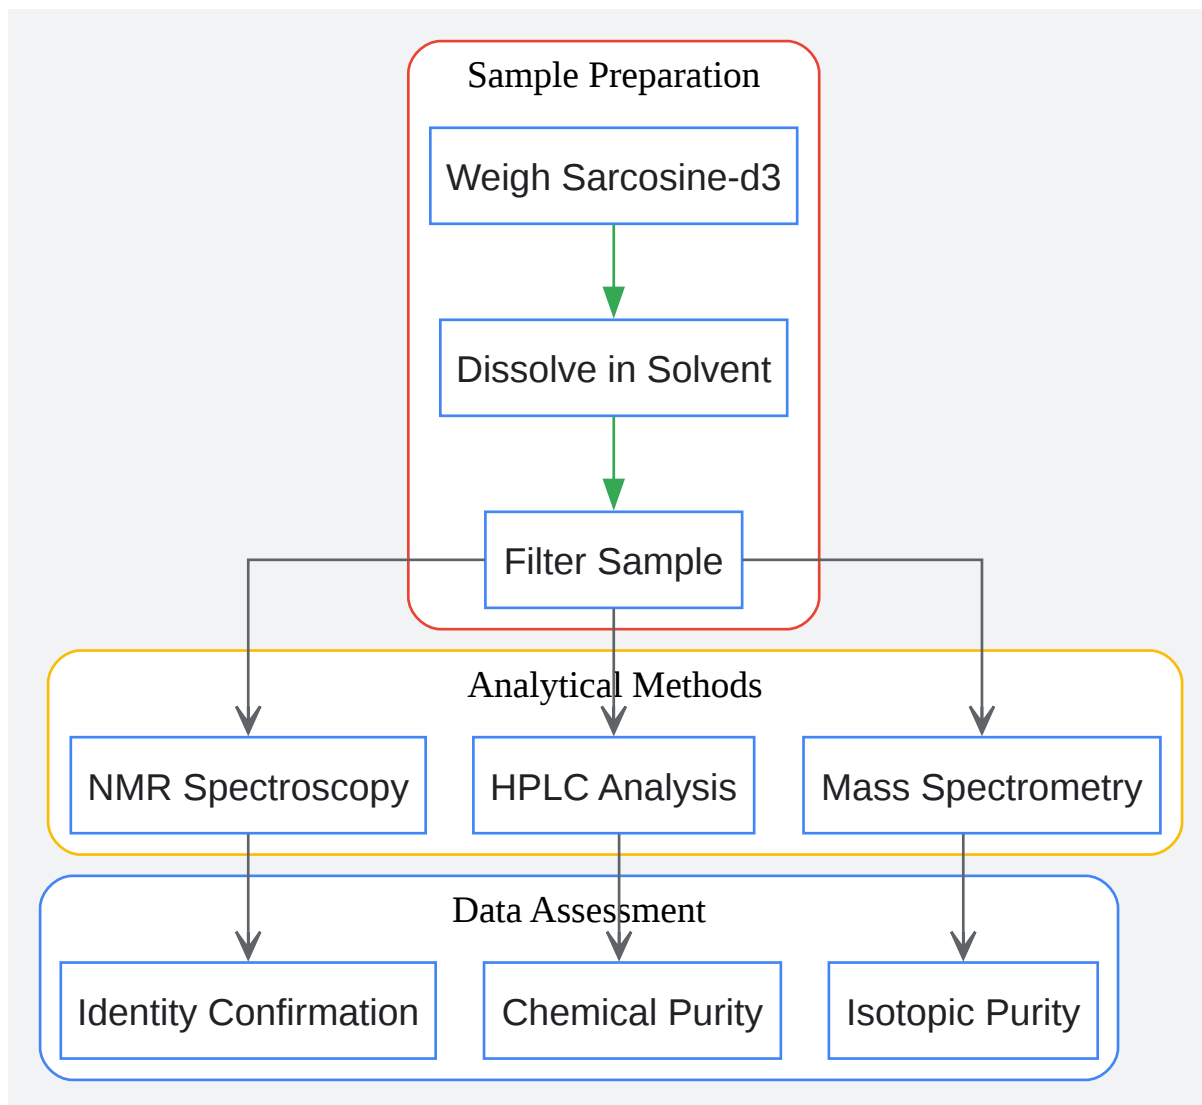 Sample Preparation
Weigh Sarcosine-d3
Dissolve in Solvent
Filter Sample
Analytical Methods
NMR Spectroscopy
HPLC Analysis
Mass Spectrometry
Data Assessment
Identity Confirmation
Chemical Purity
Isotopic Purity